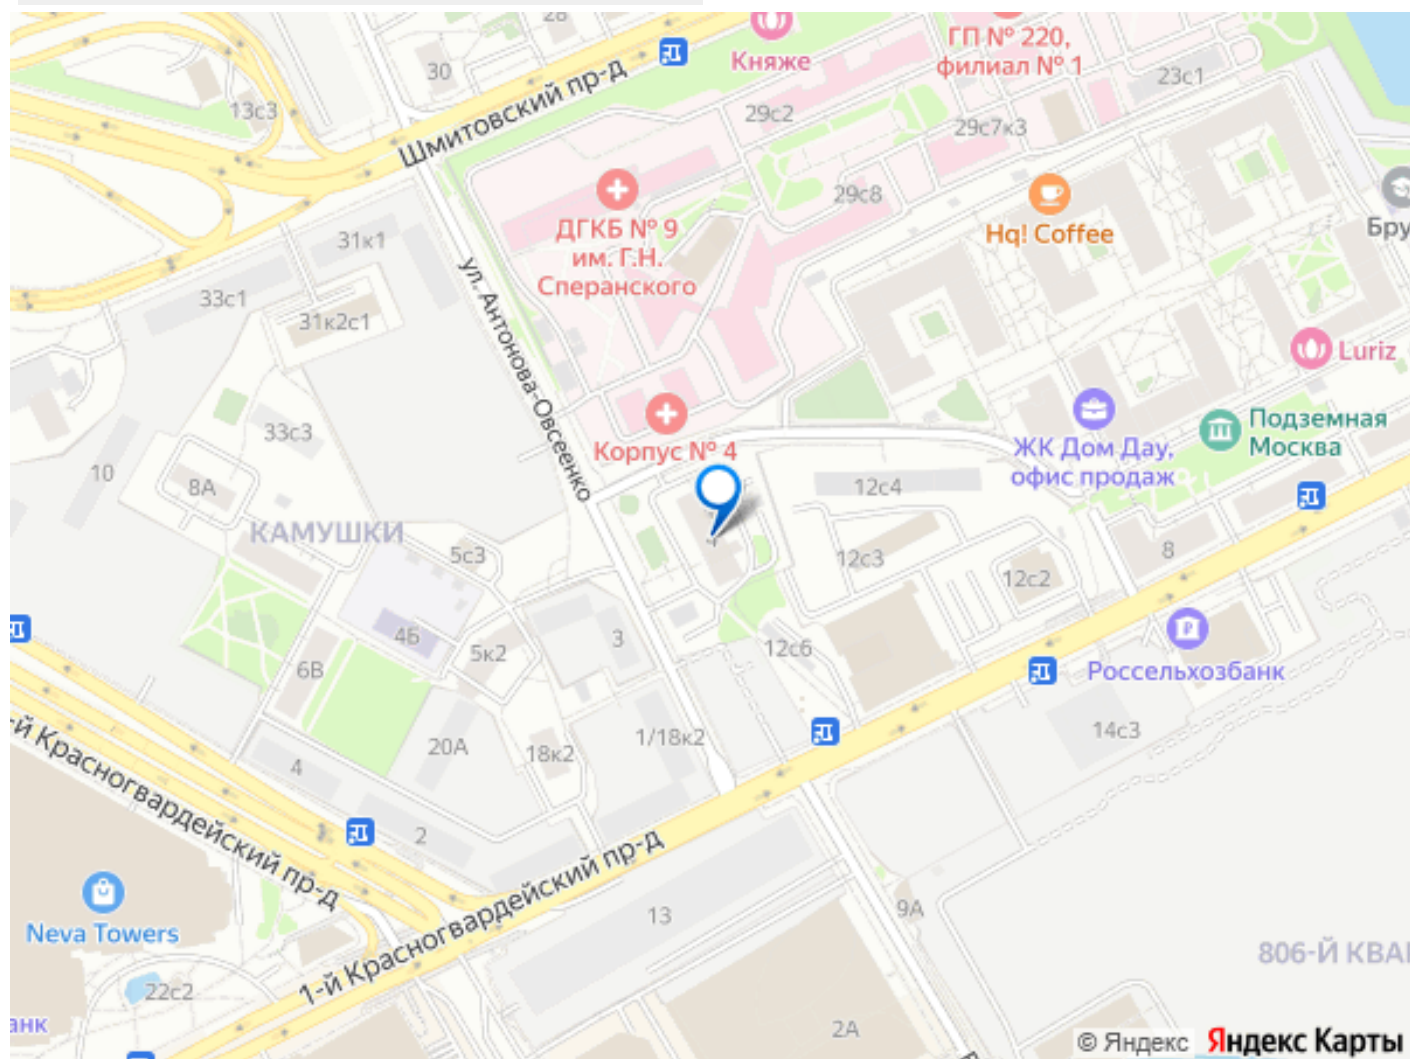 28
Княже
ГП № 220,
филиал № 1
30
23с1
13с3
Шмитовский пр-д
29с2
29с7к3
ДГКБ № 9
им. Г.Н.
Сперанского
29с8
Hq! Coffee
Бру
31к1
33с1
31к2с1
ул. Антонова-Овсеенко
Luriz
33с3
Корпус № 4
ЖК Дом Дау,
офис продаж
Подземная
Москва
10
8А
12с4
КАМУШКИ
5с3
4
12с3
12с2
8
4Б
5к2
3
12с6
6В
Россельхозбанк
20А
18к2
1/18к2
14с3
-й Красногвардейский пр-д
4
2
1-й Красногвардейский пр-д
Neva Towers
13
9А
806-Й КВА
22с2
анк
2А
© Яндекс Яндекс Карты